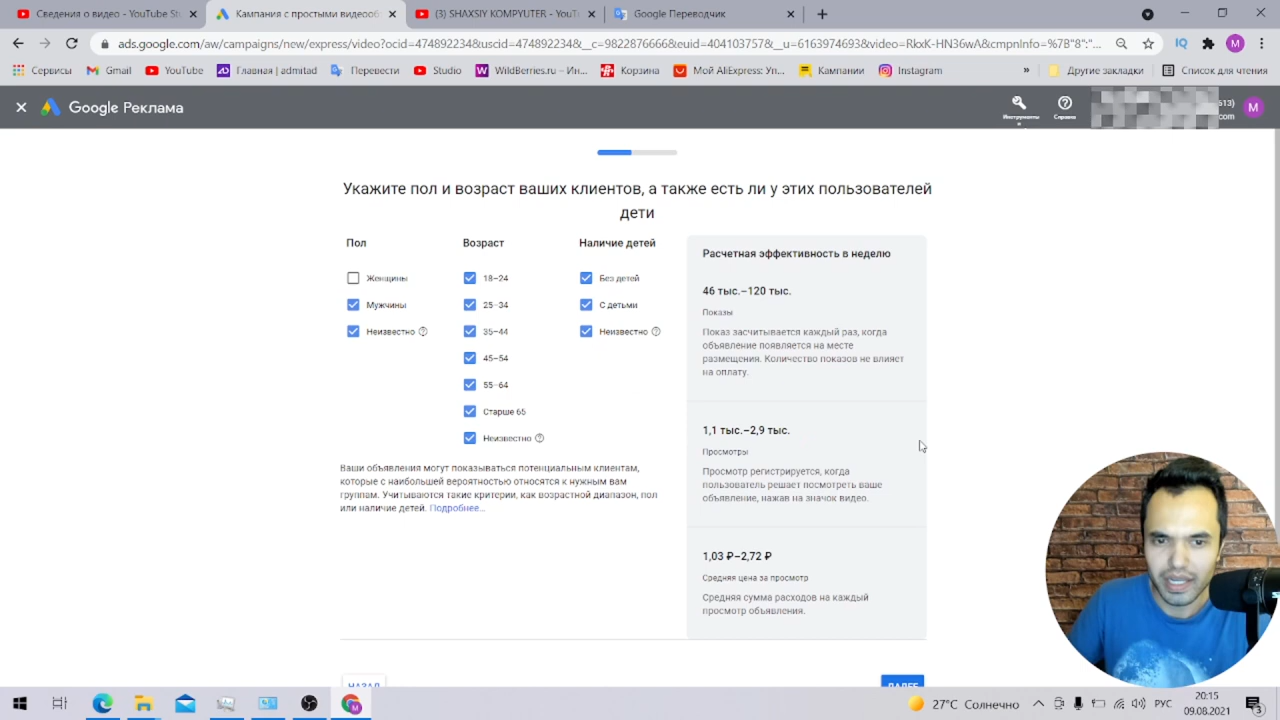 Сведения о видео - YouTube St
Кампания с простыми видеооб
(3) SHAXSIY KOMPYUTER - YouTu
Google Переводчик
ads.google.com/aw/campaigns/new/express/video?ocid=474892234&uscid=474892234&__c=9822876666&euid=4041037757&__u=6163974693&video=RkxK-HN36wA&cmpnInfo=%7B"8":"...
Сервисы
Gmail
YouTube
Главная | admitad
Перевести
Studio
WildBerries.ru – Ин...
Корзина
Мой AliExpress: Уп...
Кампании
Instagram
»
Другие закладки
Список для чтения
Google Реклама
Инструменты
Справка
613)
com
M
Укажите пол и возраст ваших клиентов, а также есть ли у этих пользователей
дети
Пол
Возраст
Наличие детей
Женщины
18–24
Без детей
Мужчины
25–34
С детьми
Неизвестно
35–44
Неизвестно
45–54
55–64
Старше 65
Неизвестно
Ваши объявления могут показываться потенциальным клиентам,
которые с наибольшей вероятностью относятся к нужным вам
группам. Учитываются такие критерии, как возрастной диапазон, пол
или наличие детей. Подробнее...
Расчетная эффективность в неделю
46 тыс.–120 тыс.
Показы
Показ засчитывается каждый раз, когда
объявление появляется на месте
размещения. Количество показов не влияет
на оплату.
1,1 тыс.–2,9 тыс.
Просмотры
Просмотр регистрируется, когда
пользователь решает посмотреть ваше
объявление, нажав на значок видео.
1,03 ₽–2,72 ₽
Средняя цена за просмотр
Средняя сумма расходов на каждый
просмотр объявления.
НАЗАД
ДАЛЕЕ
27°C Солнечно
РУС
20:15
09.08.2021
3